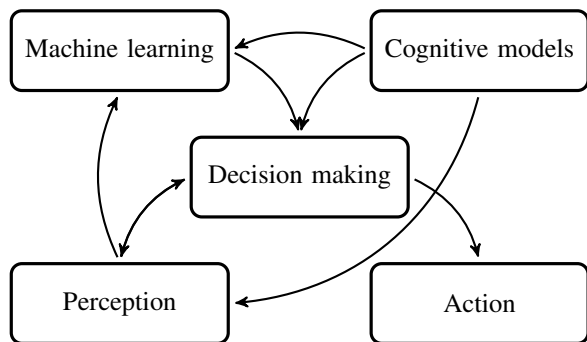 Machine learning
Cognitive models
Decision making
Perception
Action